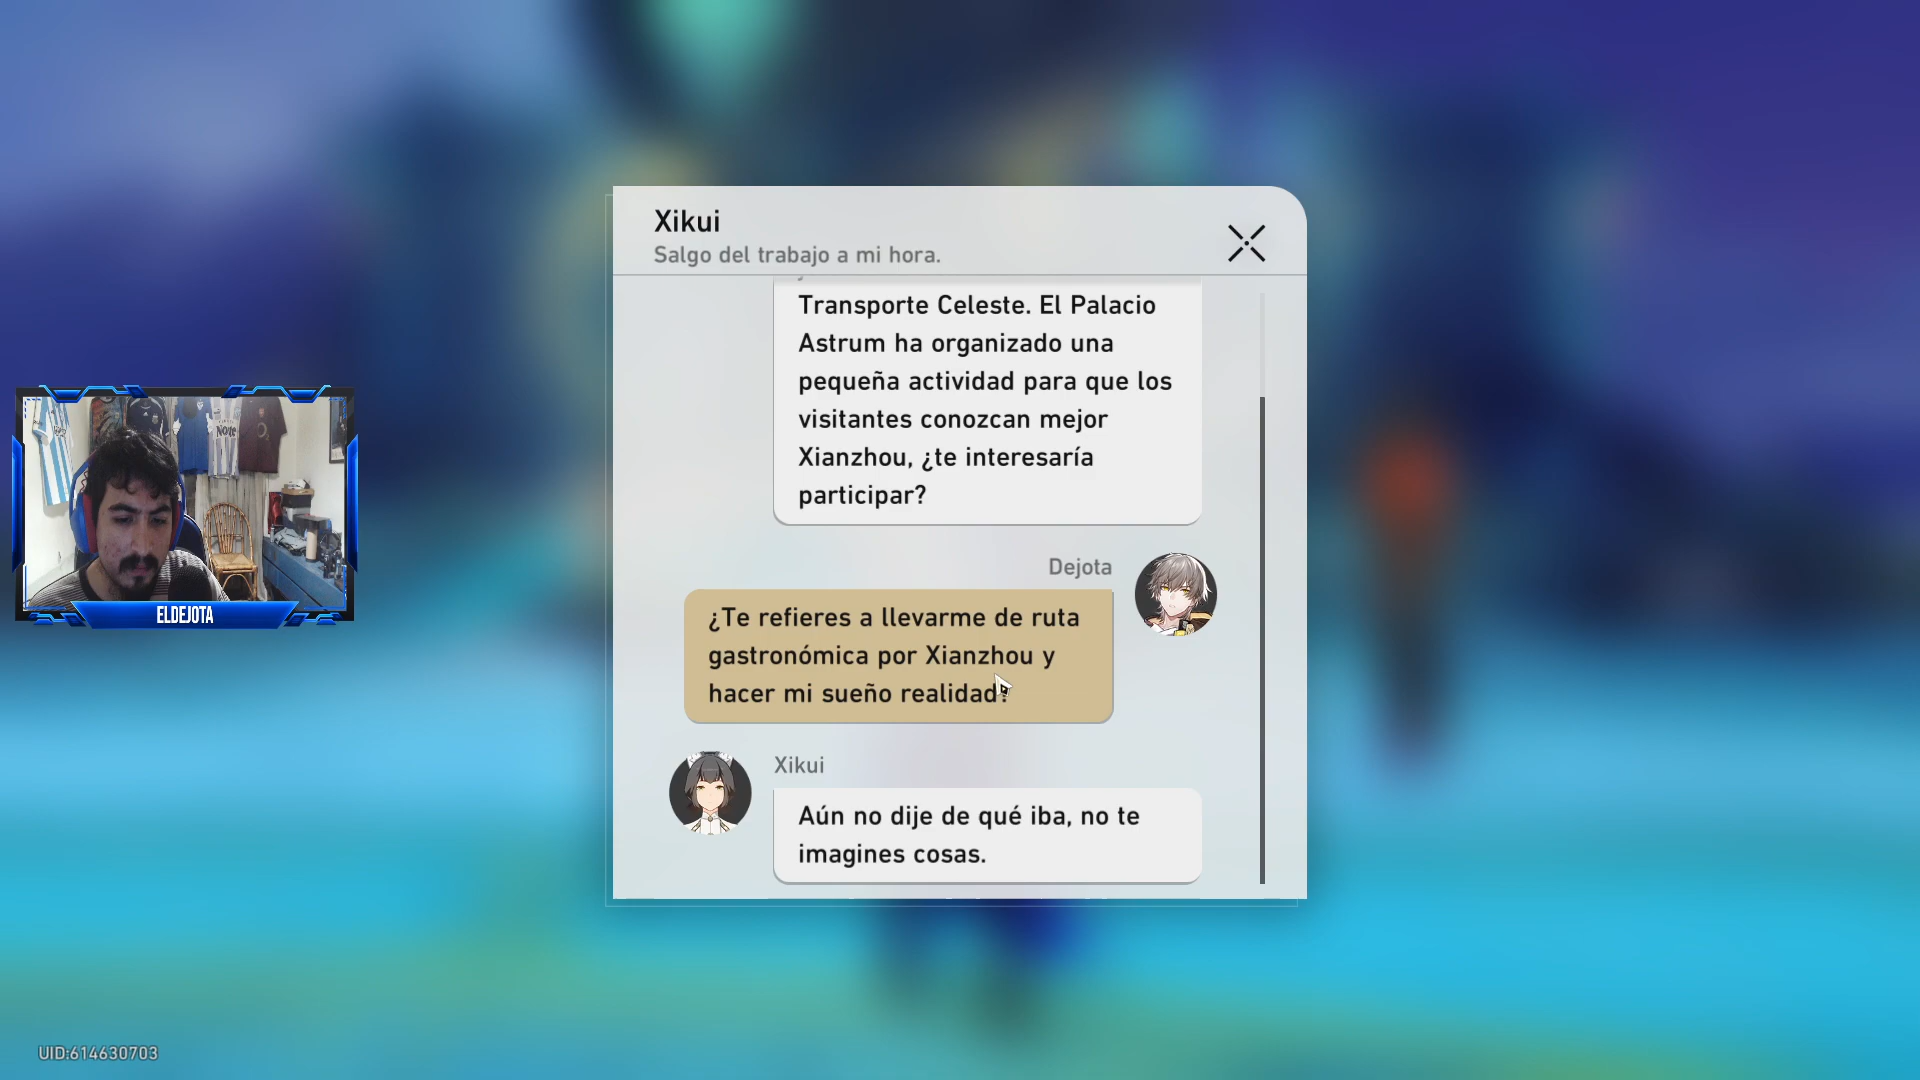 Xikui
Salgo del trabajo a mi hora.
Transporte Celeste. El Palacio
Astrum ha organizado una
pequeña actividad para que los
visitantes conozcan mejor
Xianzhou, ¿te interesaría
participar?
Dejota
¿Te refieres a llevarme de ruta
gastronómica por Xianzhou y
hacer mi sueño realidad?
Xikui
Aún no dije de qué iba, no te
imagines cosas.
ELDEJOTA
UID:614630703